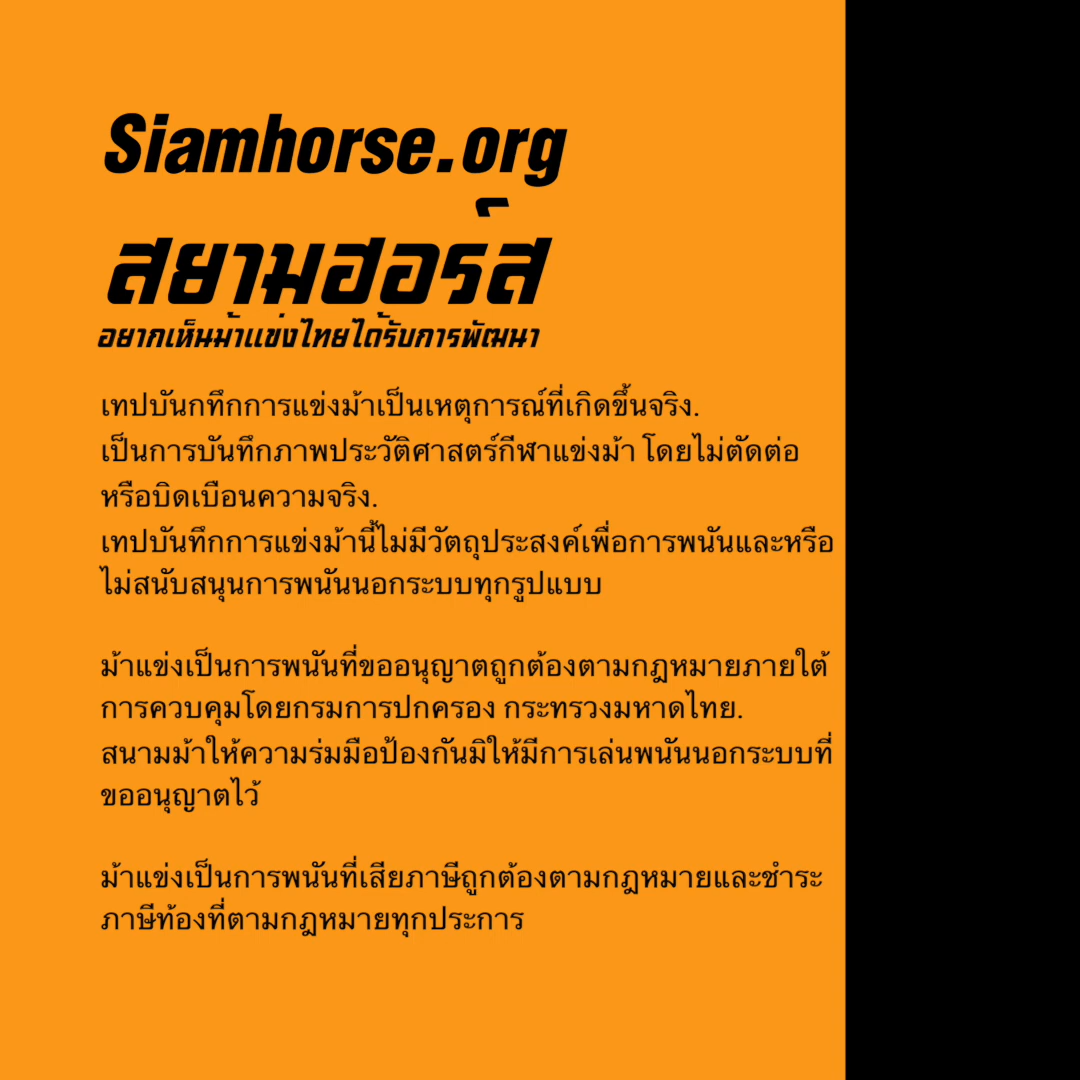 Siamhorse.org
สยามฮอร์ส
อยากเห็นม้าแข่งไทยได้รับการพัฒนา
เทปบันกทึกการแข่งม้าเป็นเหตุการณ์ที่เกิดขึ้นจริง.
เป็นการบันทึกภาพประวัติศาสตร์กีฬาแข่งม้า โดยไม่ตัดต่อ
หรือบิดเบือนความจริง.
เทปบันทึกการแข่งม้านี้ไม่มีวัตถุประสงค์เพื่อการพนันและหรือ
ไม่สนับสนุนการพนันนอกระบบทุกรูปแบบ
ม้าแข่งเป็นการพนันที่ขออนุญาตถูกต้องตามกฎหมายภายใต้
การควบคุมโดยกรมการปกครอง กระทรวงมหาดไทย.
สนามม้าให้ความร่มมือป้องกันมิให้มีการเล่นพนันนอกระบบที่
ขออนุญาตไว้
ม้าแข่งเป็นการพนันที่เสียภาษีถูกต้องตามกฎหมายและชำระ
ภาษีท้องที่ตามกฎหมายทุกประการ